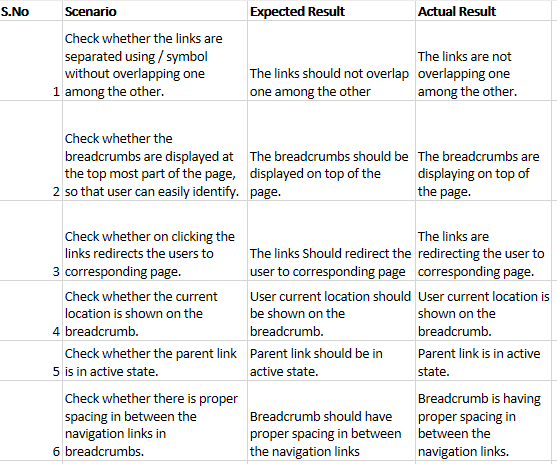 S.No Scenario Expected Result Actual Result
Check whether the links are
separated using / symbol
without overlapping one
1 among the other.
The links should not overlap
one among the other
The links are not
overlapping one
among the other.
Check whether the
breadcrumbs are displayed at
the top most part of the page,
2 so that user can easily identify.
The breadcrumbs should be
displayed on top of the
page.
The breadcrumbs are
displaying on top of
the page.
Check whether on clicking the
links redirects the users to
3 corresponding page.
The links Should redirect the
user to corresponding page
The links are
redirecting the user to
corresponding page.
Check whether the current
location is shown on the
4 breadcrumb.
User current location should
be shown on the
breadcrumb.
User current location is
shown on the
breadcrumb.
Check whether the parent link
5 is in active state.
Parent link should be in
active state.
Parent link is in active
state.
Check whether there is proper
spacing in between the
navigation links in
6 breadcrumbs.
Breadcrumb should have
proper spacing in between
the navigation links
Breadcrumb is having
proper spacing in
between the
navigation links.